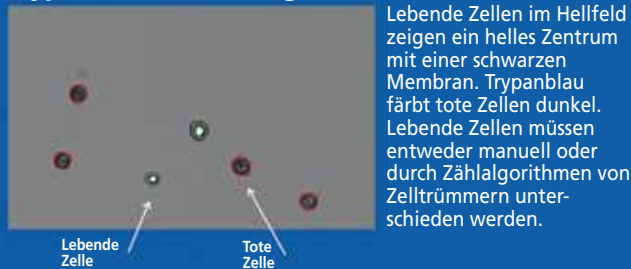 Lebende Zellen im Hellfeld
zeigen ein helles Zentrum
mit einer schwarzen
Membran. Trypanblau
färbt tote Zellen dunkel.
Lebende Zellen müssen
entweder manuell oder
durch Zählalgorithmen von
Zelltrümmern unter-
schieden werden.
Lebende
Zelle
Tote
Zelle